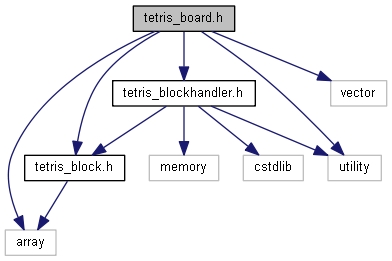 tetris_board.h
tetris_blockhandler.h
vector
tetris_block.h
memory
cstdlib
utility
array